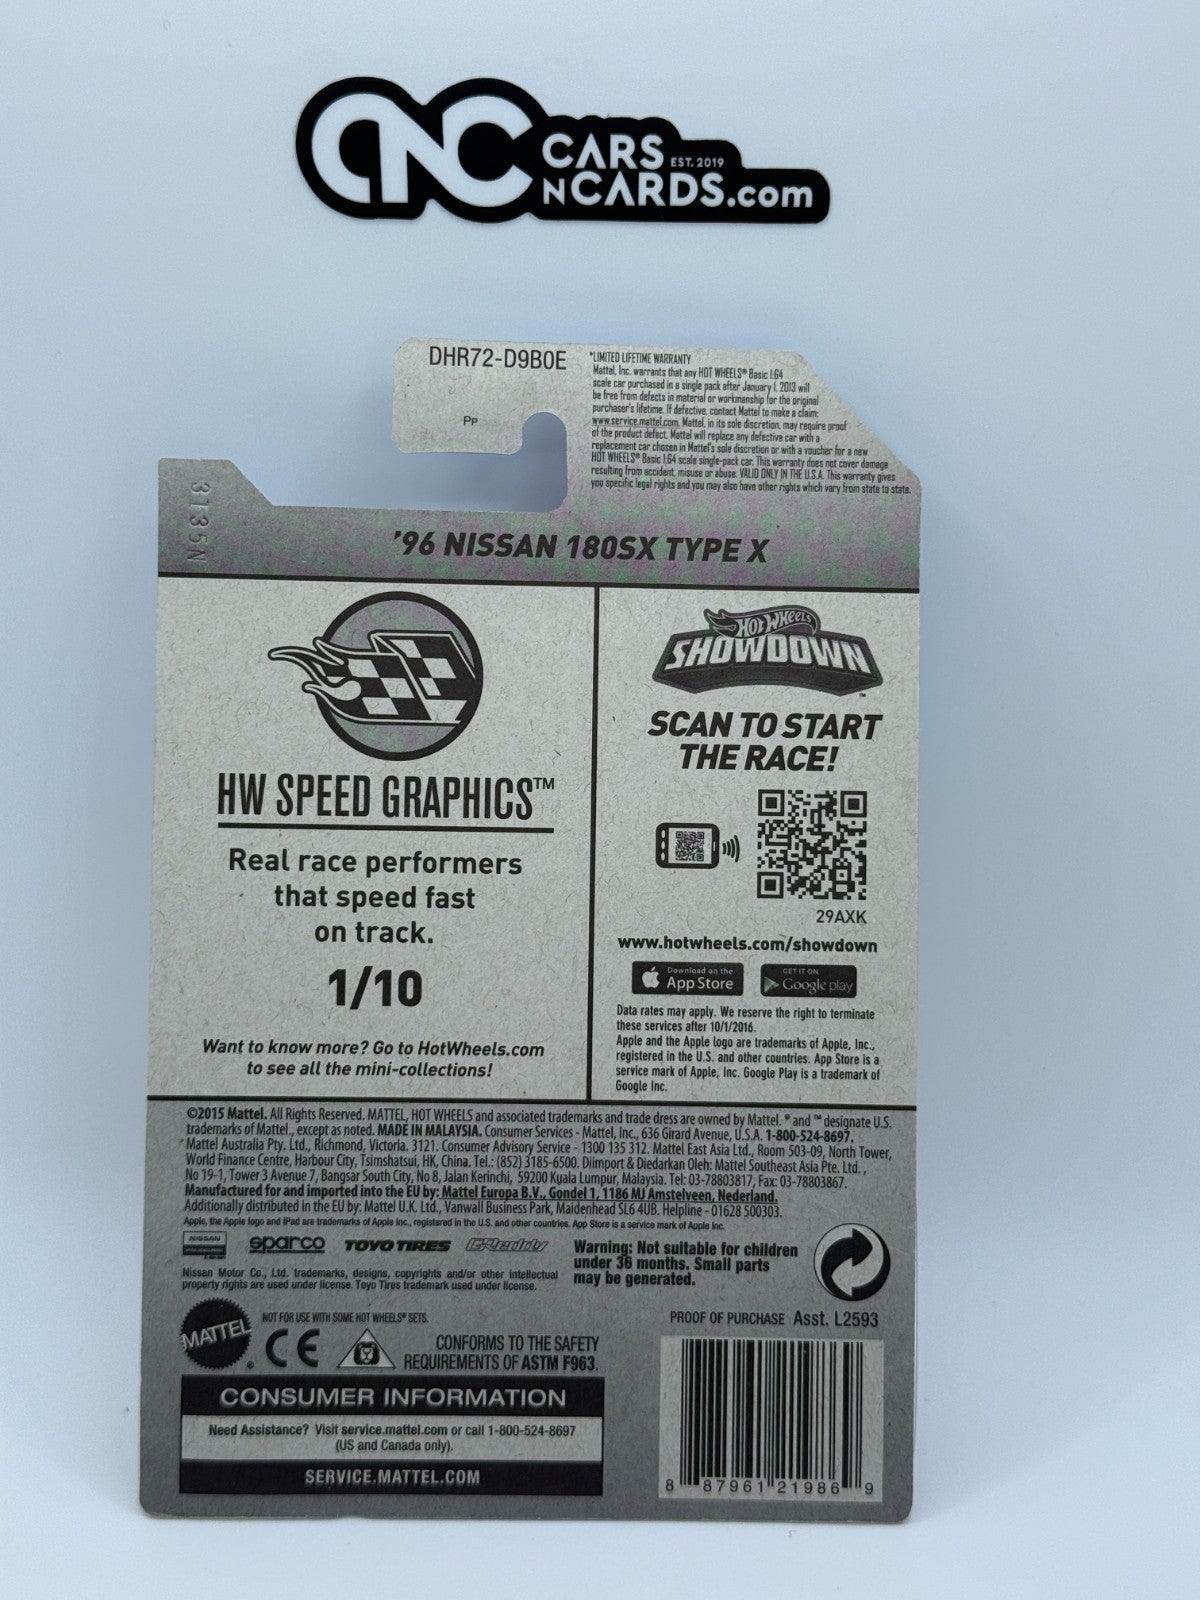 CNC CARS EST. 2019
N CARDS.com
DHR72-D9B0E
PP
*LIMITED LIFETIME WARRANTY
Mattel, Inc. warrants that any HOT WHEELS® Basic 1:64
scale car purchased in a single pack after January 1, 2013 will
be free from defects in material or workmanship for the original
purchaser's lifetime. If defective, contact Mattel to make a claim:
www.service.mattel.com. Mattel, in its sole discretion, may require proof
of the product defect. Mattel will replace any defective car with a
replacement car chosen in Mattel's sole discretion or with a voucher for a new
HOT WHEELS® Basic 1:64 scale single-pack car. This warranty does not cover damage
resulting from accident, misuse or abuse. VALID ONLY IN THE U.S.A. This warranty gives
you specific legal rights and you may also have other rights which vary from state to state.
3135N
'96 NISSAN 180SX TYPE X
HW SPEED GRAPHICS™
Real race performers
that speed fast
on track.
1/10
Want to know more? Go to HotWheels.com
to see all the mini-collections!
HOT WHEELS
SHOWDOWN™
SCAN TO START
THE RACE!
29AXK
www.hotwheels.com/showdown
Download on the
App Store
GET IT ON
Google play
Data rates may apply. We reserve the right to terminate
these services after 10/1/2016.
Apple and the Apple logo are trademarks of Apple, Inc.,
registered in the U.S. and other countries. App Store is a
service mark of Apple, Inc. Google Play is a trademark of
Google Inc.
©2015 Mattel. All Rights Reserved. MATTEL, HOT WHEELS and associated trademarks and trade dress are owned by Mattel. ® and ™ designate U.S.
trademarks of Mattel, except as noted. MADE IN MALAYSIA. Consumer Services - Mattel, Inc., 636 Girard Avenue, U.S.A. 1-800-524-8697.
Mattel Australia Pty. Ltd., Richmond, Victoria. 3121. Consumer Advisory Service - 1300 135 312. Mattel East Asia Ltd., Room 503-09, North Tower,
World Finance Centre, Harbour City, Tsimshatsui, HK, China. Tel.: (852) 3185-6500. Diimport & Diedarkan Oleh: Mattel Southeast Asia Pte. Ltd.,
No 19-1, Tower 3 Avenue 7, Bangsar South City, No 8, Jalan Kerinchi, 59200 Kuala Lumpur, Malaysia. Tel: 03-78803817, Fax: 03-78803867.
Manufactured for and imported into the EU by: Mattel Europa B.V., Gondel 1, 1186 MJ Amstelveen, Nederland.
Additionally distributed in the EU by: Mattel U.K. Ltd., Vanwall Business Park, Maidenhead SL6 4UB. Helpline - 01628 500303.
Apple, the Apple logo and iPad are trademarks of Apple Inc., registered in the U.S. and other countries. App Store is a service mark of Apple Inc.
NISSAN
sparco TOYO TIRES GReddy
Nissan Motor Co., Ltd. trademarks, designs, copyrights and/or other intellectual
property rights are used under license. Toyo Tires trademark used under license.
Warning: Not suitable for children
under 36 months. Small parts
may be generated.
MATTEL®
NOT FOR USE WITH SOME HOT WHEELS® SETS.
CE
CONFORMS TO THE SAFETY
REQUIREMENTS OF ASTM F963.
PROOF OF PURCHASE Asst. L2593
CONSUMER INFORMATION
Need Assistance? Visit service.mattel.com or call 1-800-524-8697
(US and Canada only).
SERVICE.MATTEL.COM
8 87961 21986 9